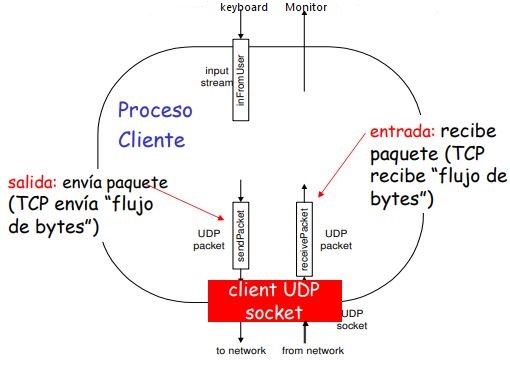 keyboard
Monitor
input
stream
inFromUser
Proceso
Cliente
entrada: recibe
paquete (TCP
recibe “flujo de
bytes”)
salida: envía paquete
(TCP envía “flujo
de bytes”)
UDP
packet
sendPacket
receivePacket
UDP
packet
client UDP
socket
UDP
socket
to network
from network